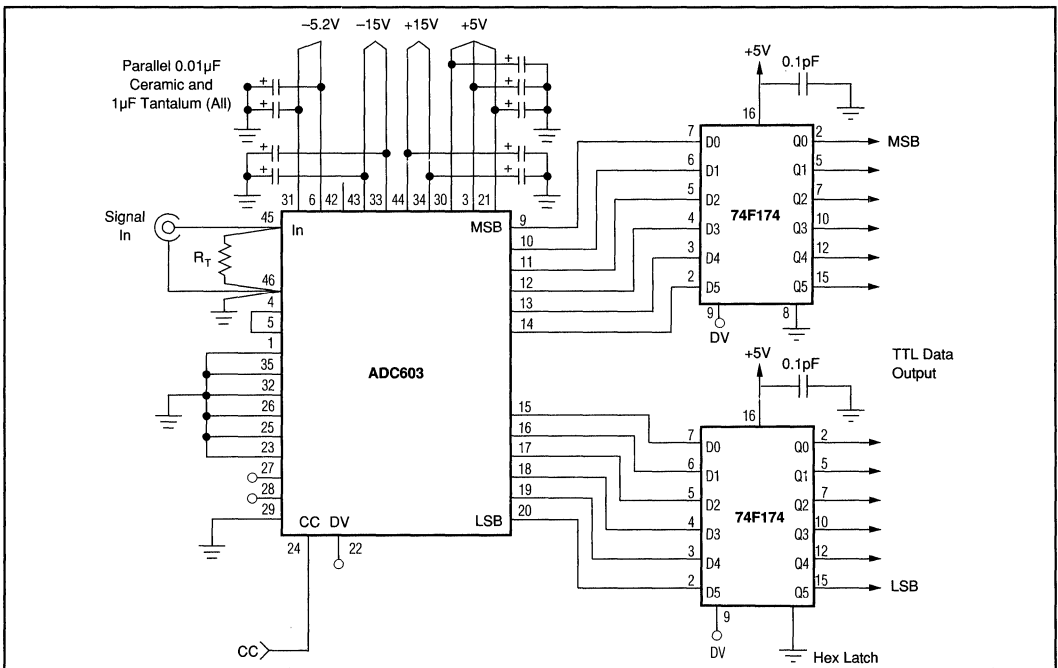 –5.2V –15V +15V +5V
Parallel 0.01µF
Ceramic and
1µF Tantalum (All)
+ + + + + + + + +
31 6 42 43 33 44 34 30 3 21
Signal
In
45
In
R_T
46
4
5
1
35
32
26
25
23
27
28
29
CC DV
24
22
CC
ADC603
MSB
9
10
11
12
13
14
15
16
17
18
19
20
LSB
+5V
0.1pF
16
7 D0 Q0 2 MSB
6 D1 Q1 5
5 D2 Q2 7
74F174
4 D3 Q3 10
3 D4 Q4 12
2 D5 Q5 15
9 8
DV
TTL Data
Output
+5V
0.1pF
16
7 D0 Q0 2
6 D1 Q1 5
5 D2 Q2 7
74F174
4 D3 Q3 10
3 D4 Q4 12
2 D5 Q5 15 LSB
9
DV
Hex Latch